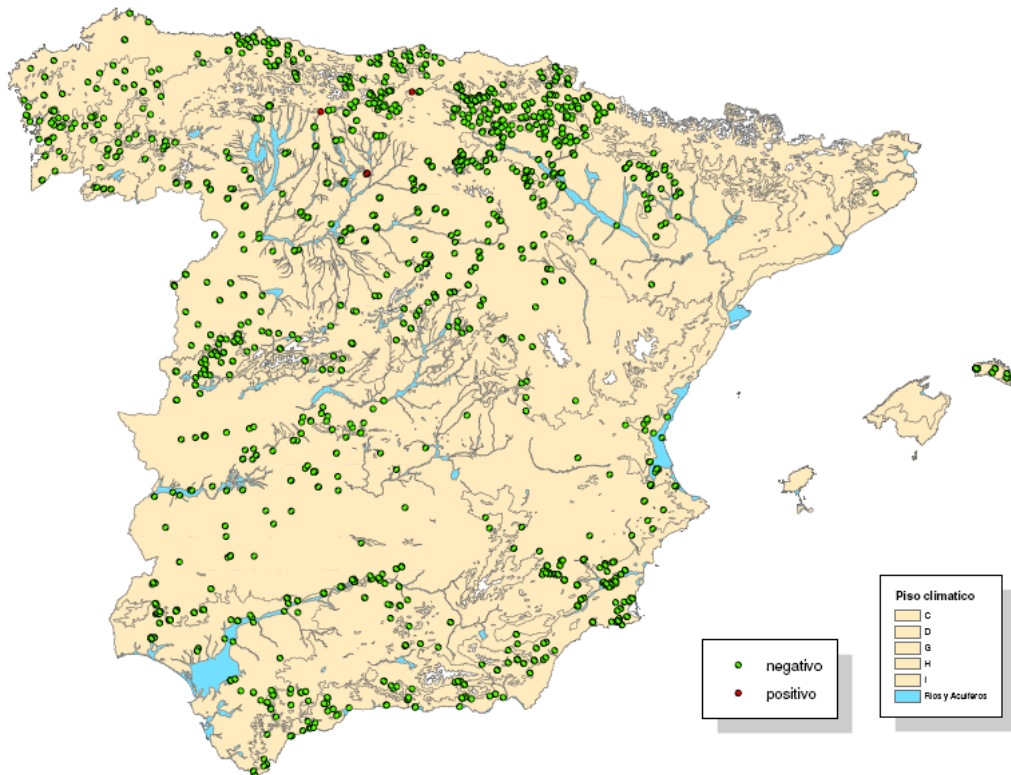 Piso climatico
C
D
G
H
I
Rios y Acuiferos
negativo
positivo